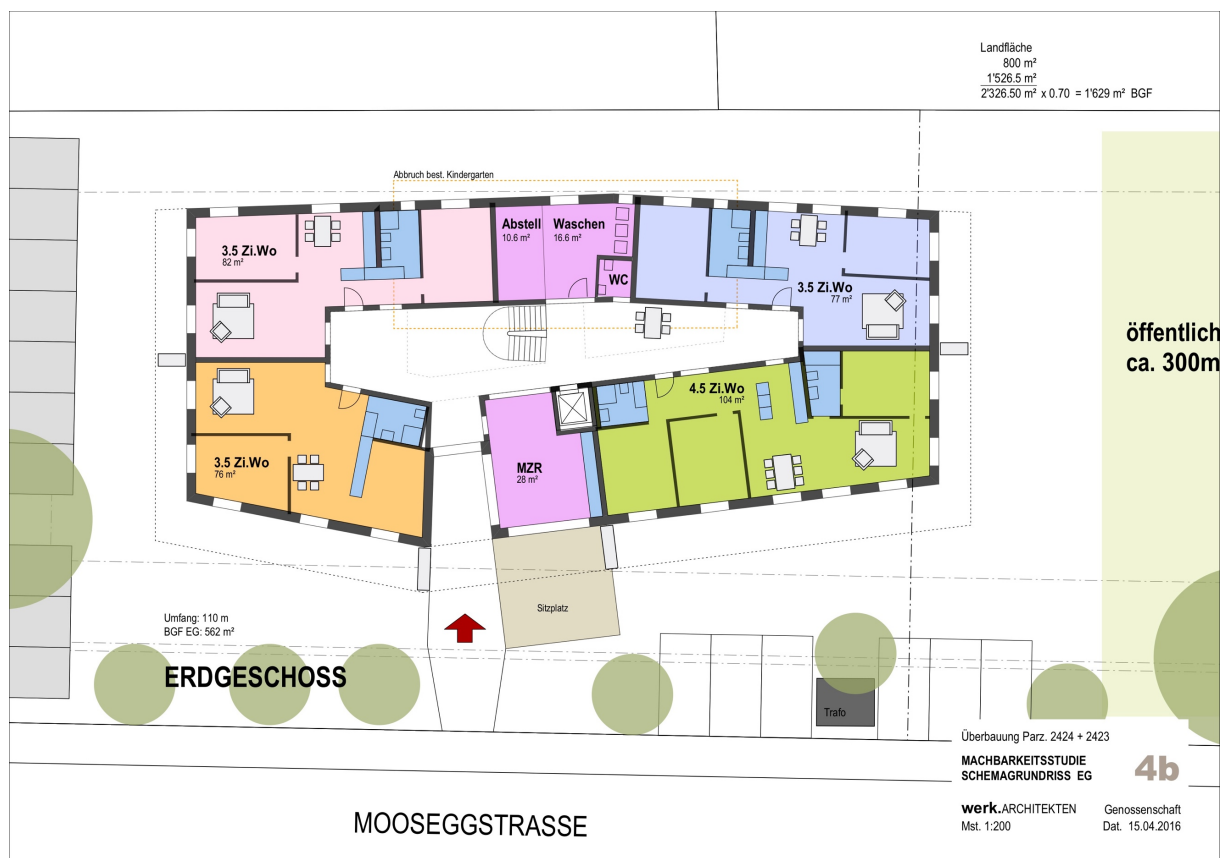 Landfläche
800 m²
1'526.5 m²
2'326.50 m² x 0.70 = 1'629 m² BGF
Abbruch best. Kindergarten
3.5 Zi.Wo
82 m²
Abstell
10.6 m²
Waschen
16.6 m²
WC
3.5 Zi.Wo
77 m²
öffentlich
ca. 300m
4.5 Zi.Wo
104 m²
3.5 Zi.Wo
76 m²
MZR
28 m²
Sitzplatz
Umfang: 110 m
BGF EG: 562 m²
ERDGESCHOSS
Trafo
Überbauung Parz. 2424 + 2423
MACHBARKEITSSTUDIE
SCHEMAGRUNDRISS EG
4b
werk.ARCHITEKTEN
Genossenschaft
Mst. 1:200
Dat. 15.04.2016
MOOSEGGSTRASSE